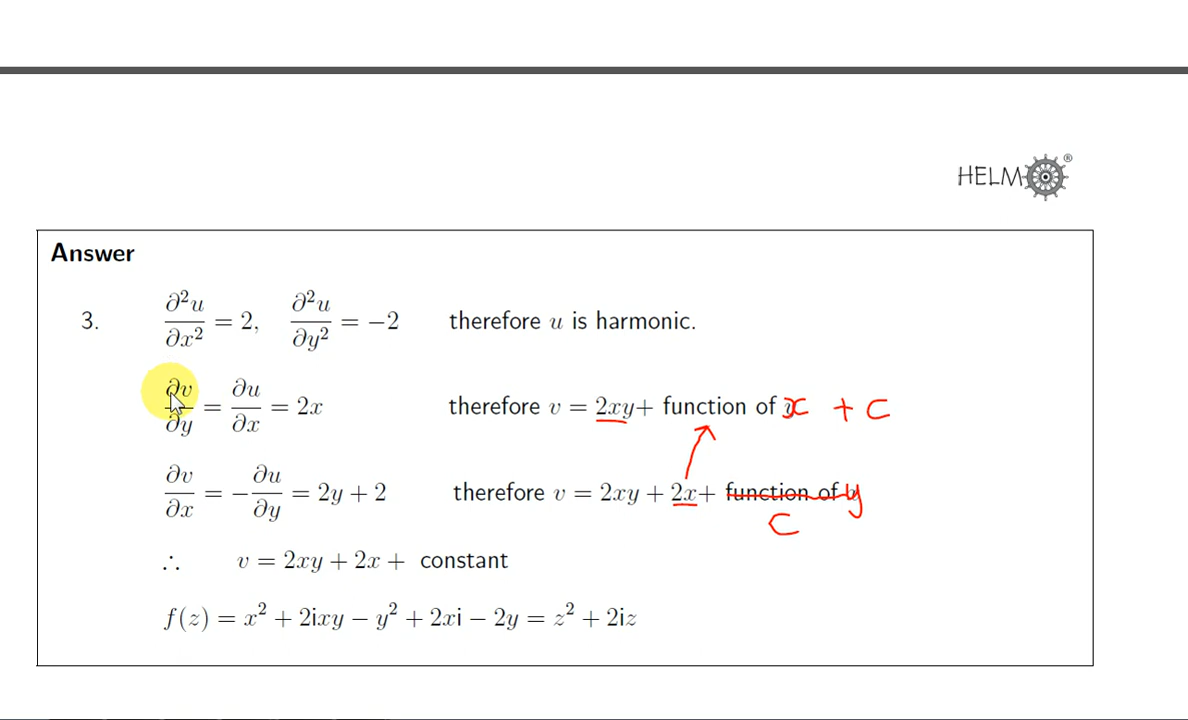 HELM®
Answer
3. ∂²u/∂x² = 2, ∂²u/∂y² = −2 therefore u is harmonic.
∂v/∂y = ∂u/∂x = 2x therefore v = 2xy+ function of x + c
∂v/∂x = −∂u/∂y = 2y + 2 therefore v = 2xy + 2x+ function of y
C
∴ v = 2xy + 2x + constant
f(z) = x² + 2ixy − y² + 2xi − 2y = z² + 2iz